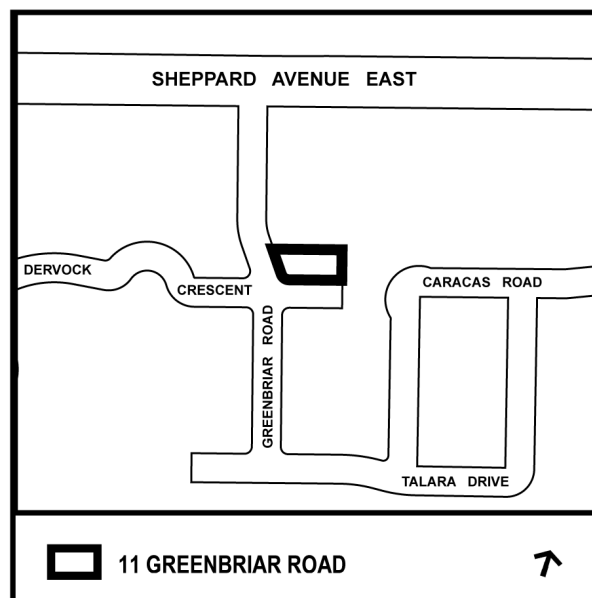 SHEPPARD AVENUE EAST
DERVOCK
CRESCENT
CARACAS ROAD
GREENBRIAR ROAD
TALARA DRIVE
11 GREENBRIAR ROAD